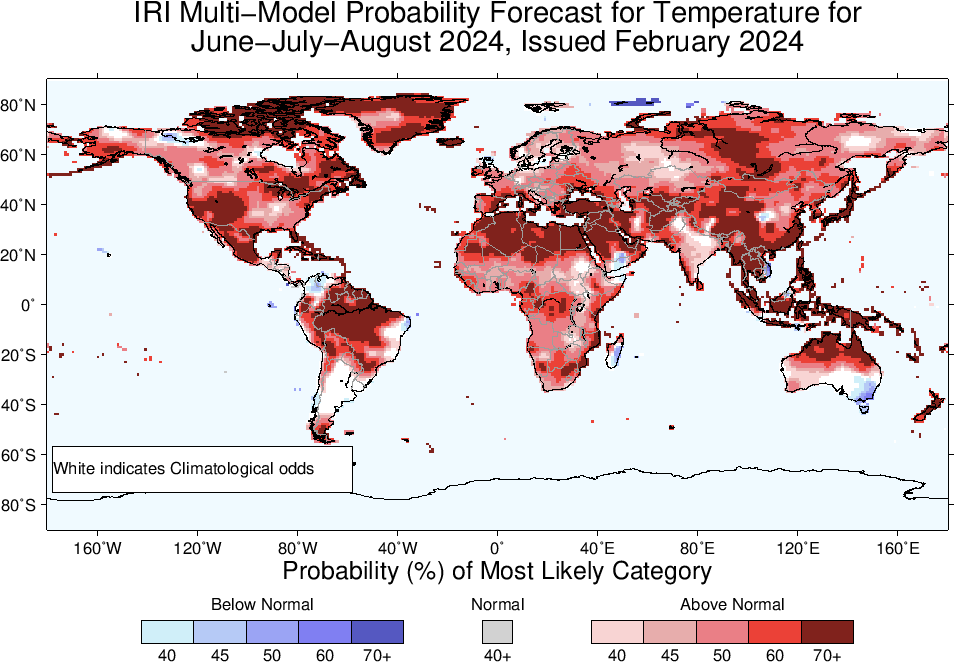 IRI Multi−Model Probability Forecast for Temperature for
June−July−August 2024, Issued February 2024
80˚N
60˚N
40˚N
20˚N
0˚
20˚S
40˚S
60˚S
80˚S
White indicates Climatological odds
160˚W 120˚W 80˚W 40˚W 0˚ 40˚E 80˚E 120˚E 160˚E
Probability (%) of Most Likely Category
Below Normal Normal Above Normal
40 45 50 60 70+ 40+ 40 45 50 60 70+